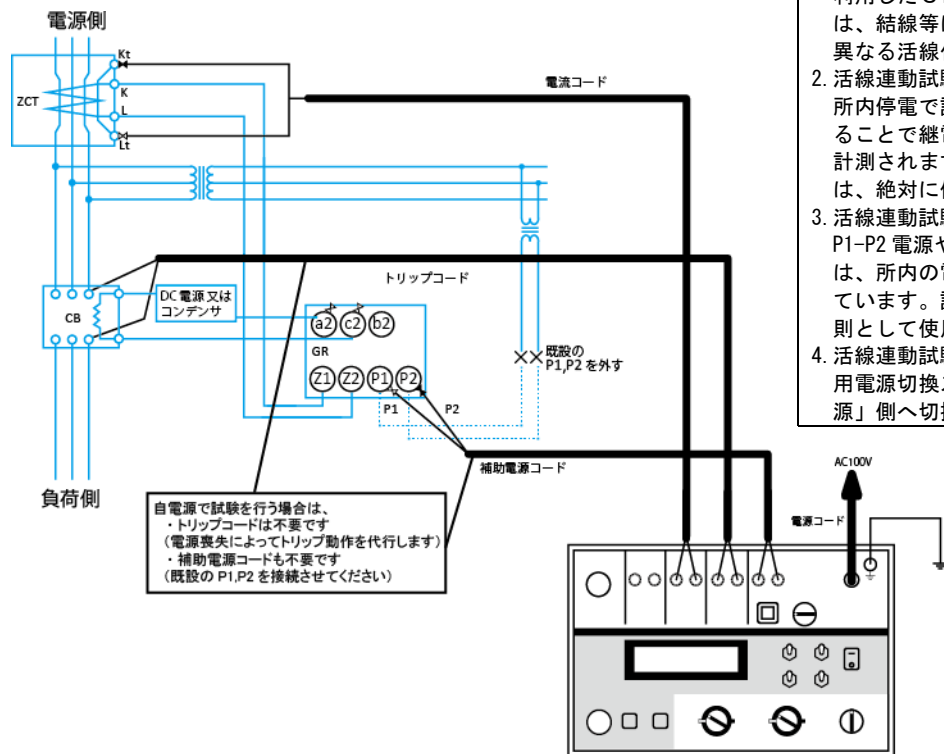 電源側
Kt
ZCT
K
L
Lt
電流コード
トリップコード
CB
DC電源又は
コンデンサ
a2
c2
b2
GR
Z1
Z2
P1
P2
P1
P2
既設の
P1,P2を外す
補助電源コード
負荷側
自電源で試験を行う場合は、
・トリップコードは不要です
(電源喪失によってトリップ動作を代行します)
・補助電源コードも不要です
(既設のP1,P2を接続させてください)
AC100V
電源コード
は、結線等に
異なる活線
2. 活線連動試
所内停電で
ることで継
計測されます
は、絶対に
3. 活線連動試
P1-P2 電源
は、所内の
ています。
則として使
4. 活線連動試
用電源切換
源」側へ切